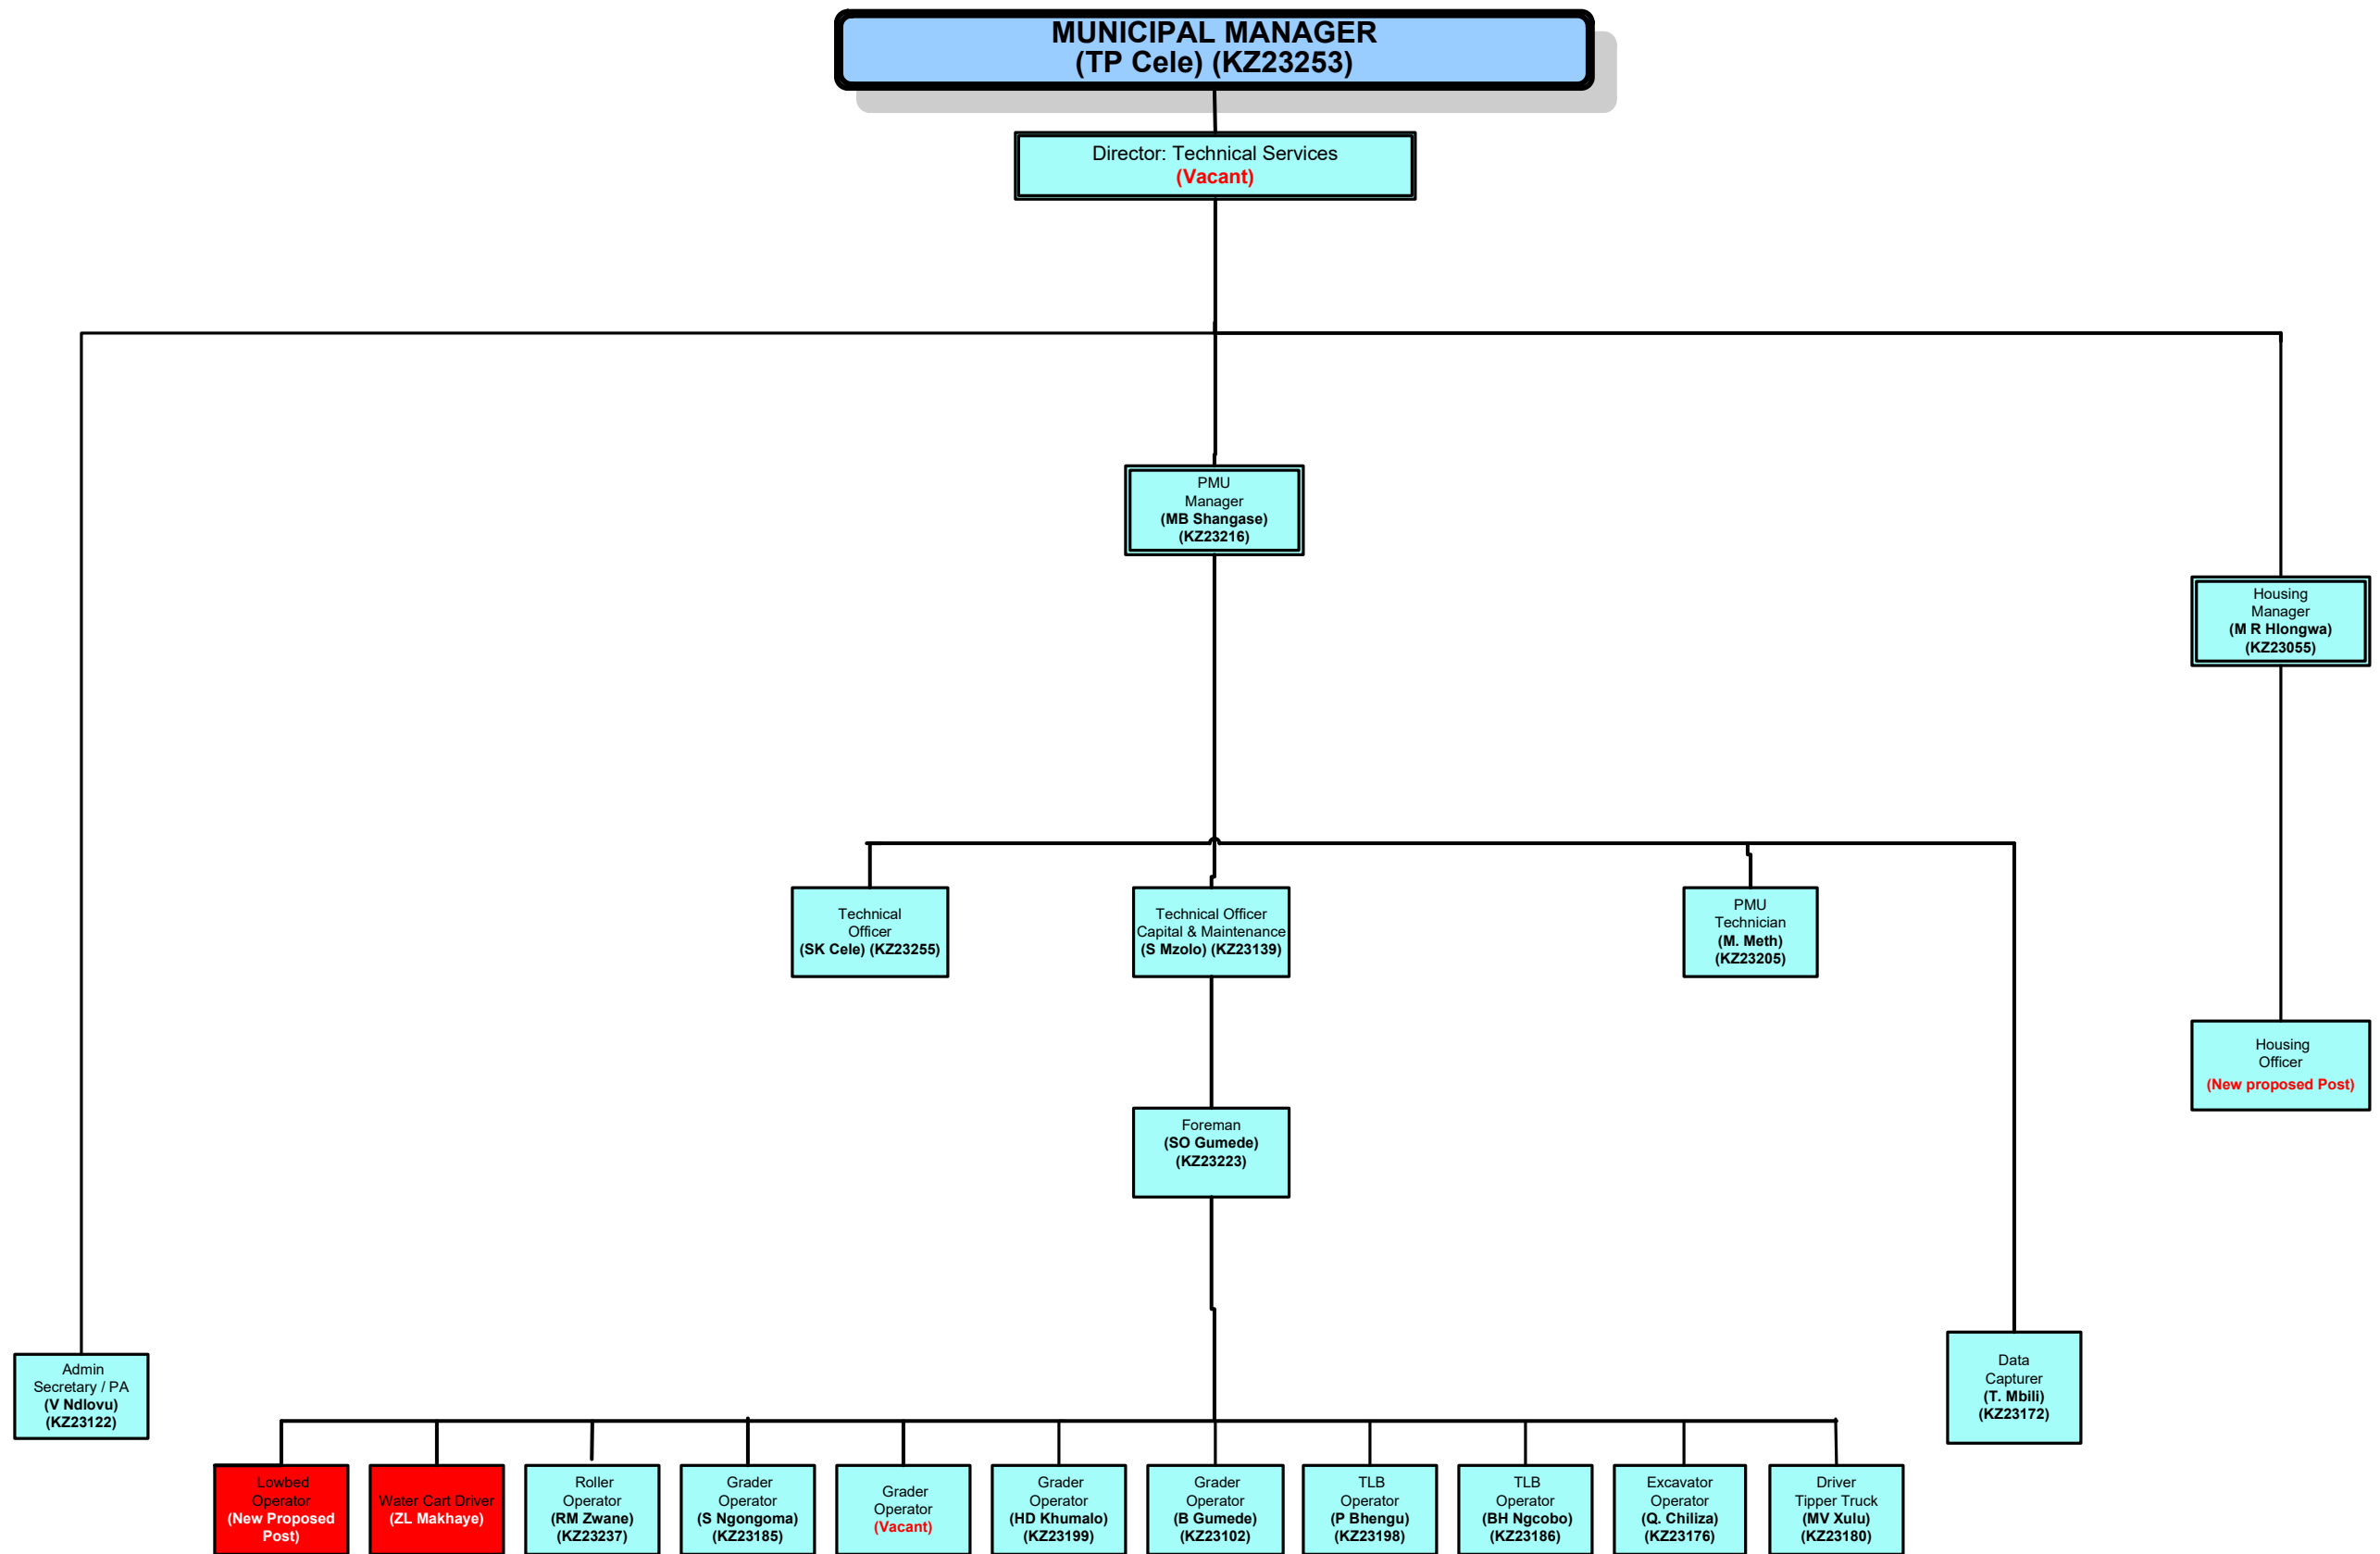 MUNICIPAL MANAGER
(TP Cele) (KZ23253)
Director: Technical Services
(Vacant)
PMU
Manager
(MB Shangase)
(KZ23216)
Housing
Manager
(M R Hlongwa)
(KZ23055)
Technical
Officer
(SK Cele) (KZ23255)
Technical Officer
Capital & Maintenance
(S Mzolo) (KZ23139)
PMU
Technician
(M. Meth)
(KZ23205)
Housing
Officer
(New proposed Post)
Foreman
(SO Gumede)
(KZ23223)
Admin
Secretary / PA
(V Ndlovu)
(KZ23122)
Data
Capturer
(T. Mbili)
(KZ23172)
Lowbed
Operator
(New Proposed
Post)
Water Cart Driver
(ZL Makhaye)
Roller
Operator
(RM Zwane)
(KZ23237)
Grader
Operator
(S Ngongoma)
(KZ23185)
Grader
Operator
(Vacant)
Grader
Operator
(HD Khumalo)
(KZ23199)
Grader
Operator
(B Gumede)
(KZ23102)
TLB
Operator
(P Bhengu)
(KZ23198)
TLB
Operator
(BH Ngcobo)
(KZ23186)
Excavator
Operator
(Q. Chiliza)
(KZ23176)
Driver
Tipper Truck
(MV Xulu)
(KZ23180)